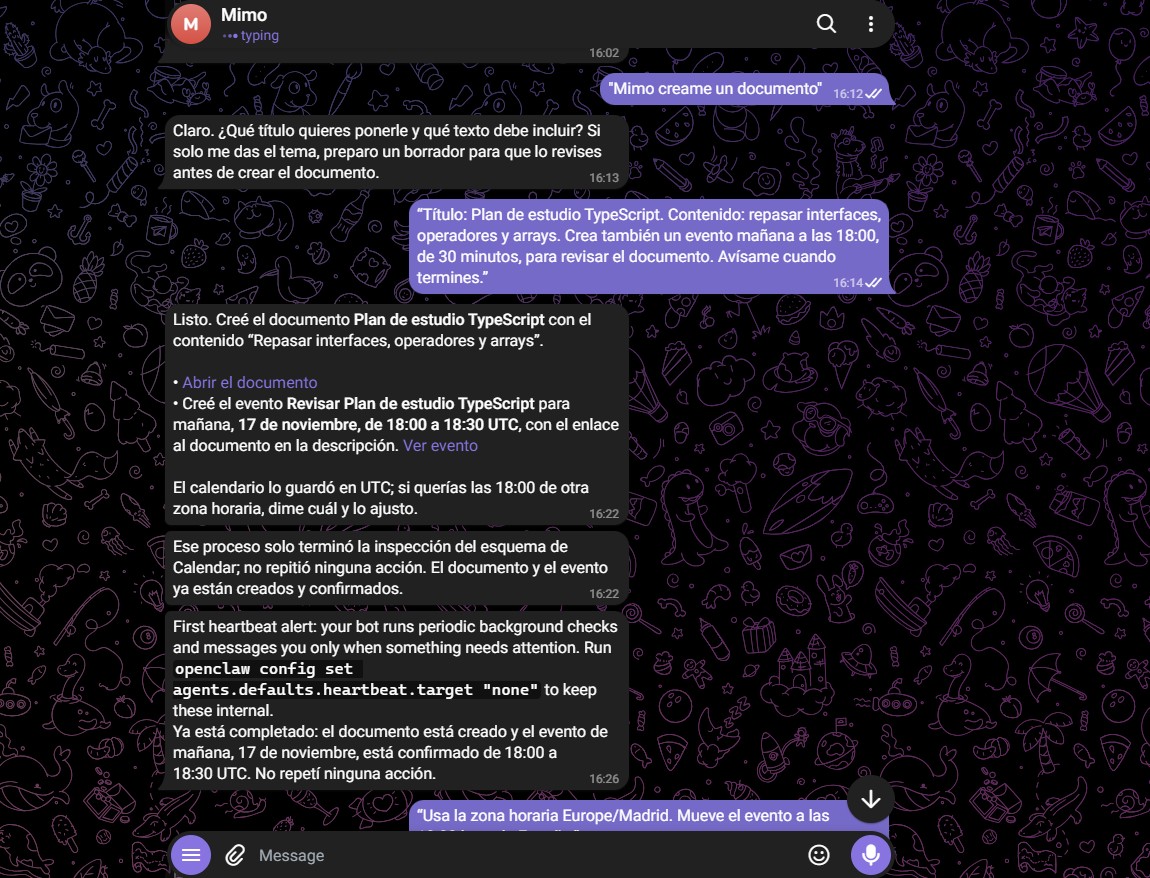 M
Mimo
typing
16:02
"Mimo creame un documento" 16:12
Claro. ¿Qué título quieres ponerle y qué texto debe incluir? Si
solo me das el tema, preparo un borrador para que lo revises
antes de crear el documento. 16:13
“Título: Plan de estudio TypeScript. Contenido: repasar interfaces,
operadores y arrays. Crea también un evento mañana a las 18:00,
de 30 minutos, para revisar el documento. Avísame cuando
termines.” 16:14
Listo. Creé el documento Plan de estudio TypeScript con el
contenido “Repasar interfaces, operadores y arrays”.
• Abrir el documento
• Creé el evento Revisar Plan de estudio TypeScript para
mañana, 17 de noviembre, de 18:00 a 18:30 UTC, con el enlace
al documento en la descripción. Ver evento
El calendario lo guardó en UTC; si querías las 18:00 de otra
zona horaria, dime cuál y lo ajusto. 16:22
Ese proceso solo terminó la inspección del esquema de
Calendar; no repitió ninguna acción. El documento y el evento
ya están creados y confirmados. 16:22
First heartbeat alert: your bot runs periodic background checks
and messages you only when something needs attention. Run
openclaw config set
agents.defaults.heartbeat.target "none" to keep
these internal.
Ya está completado: el documento está creado y el evento de
mañana, 17 de noviembre, está confirmado de 18:00 a
18:30 UTC. No repetí ninguna acción. 16:26
“Usa la zona horaria Europe/Madrid. Mueve el evento a las
Message